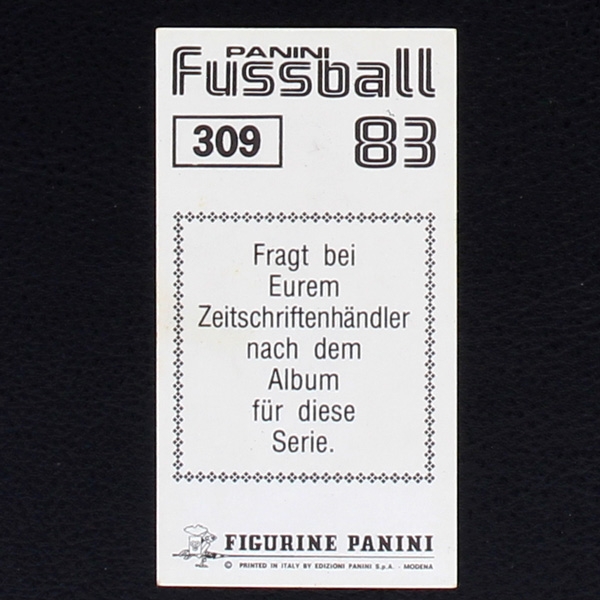 PANINI
Fussball
309
83
Fragt bei
Eurem
Zeitschriftenhändler
nach dem
Album
für diese
Serie.
FIGURINE PANINI
© PRINTED IN ITALY BY EDIZIONI PANINI S.p.A. - MODENA